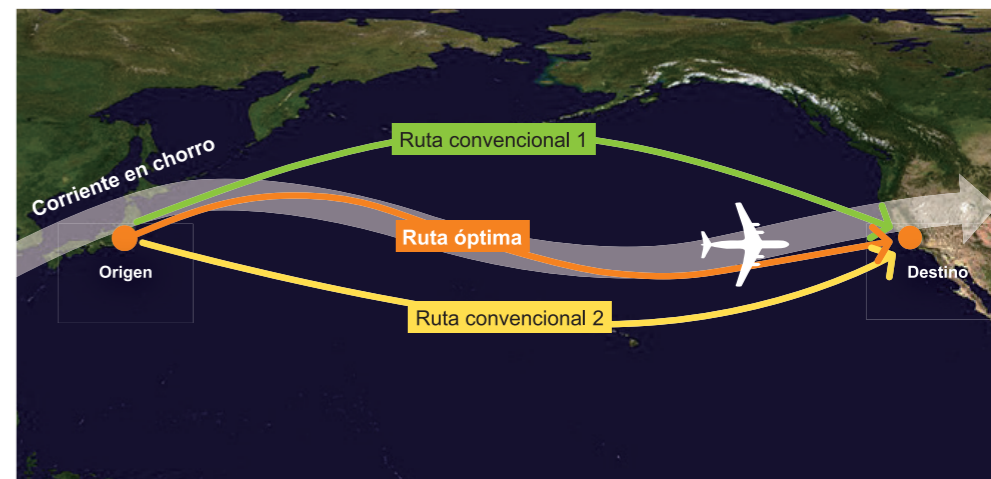 Ruta convencional 1
Corriente en chorro
Ruta óptima
Origen
Destino
Ruta convencional 2